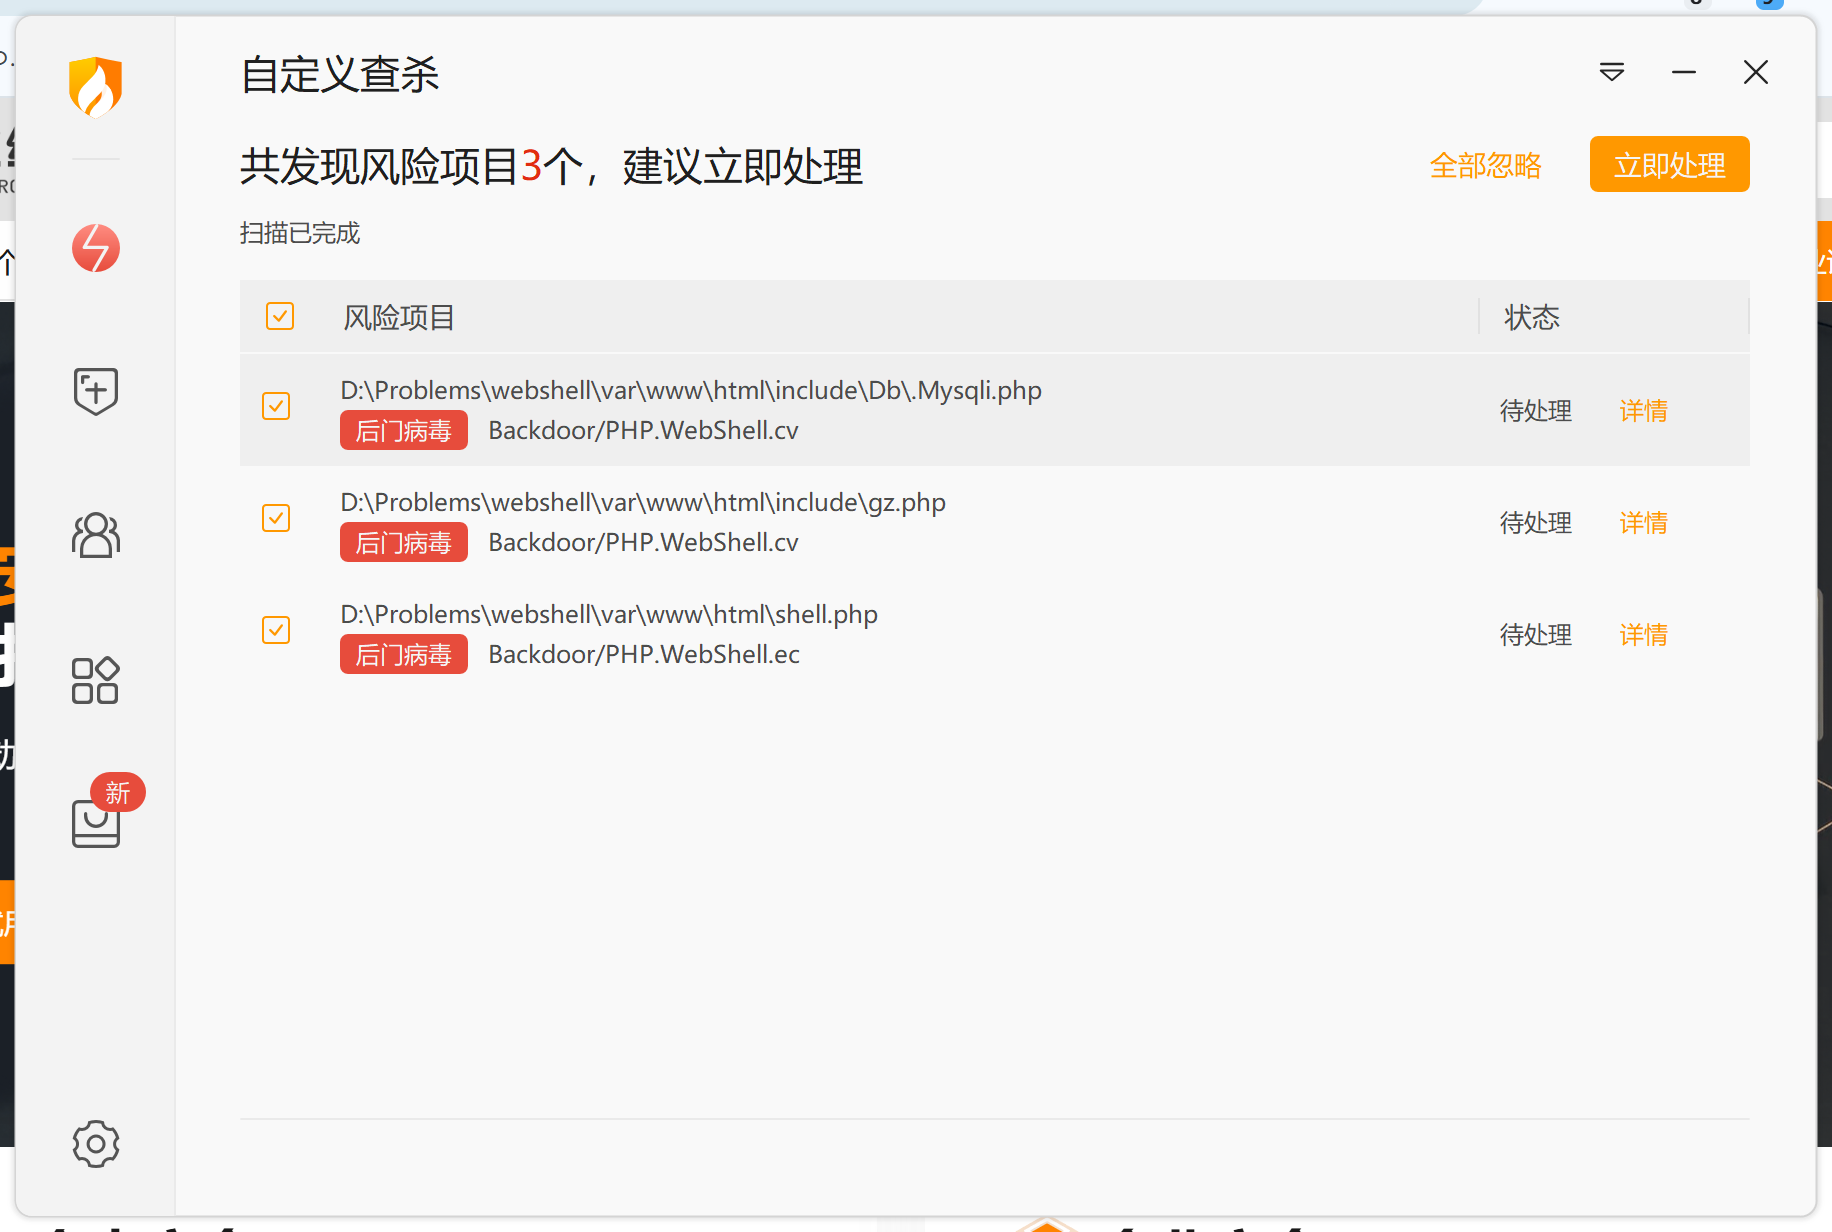 自定义查杀
共发现风险项目3个，建议立即处理
全部忽略
立即处理
扫描已完成
风险项目
状态
D:\Problems\webshell\var\www\html\include\Db\.Mysqli.php
后门病毒 Backdoor/PHP.WebShell.cv
待处理 详情
D:\Problems\webshell\var\www\html\include\gz.php
后门病毒 Backdoor/PHP.WebShell.cv
待处理 详情
D:\Problems\webshell\var\www\html\shell.php
后门病毒 Backdoor/PHP.WebShell.ec
待处理 详情
新